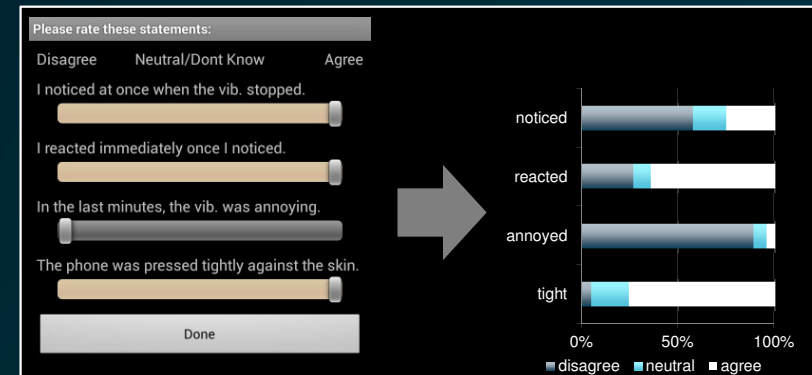 Please rate these statements:
Disagree Neutral/Dont Know Agree
I noticed at once when the vib. stopped.
I reacted immediately once I noticed.
In the last minutes, the vib. was annoying.
The phone was pressed tightly against the skin.
Done
noticed
reacted
annoyed
tight
0% 50% 100%
disagree neutral agree